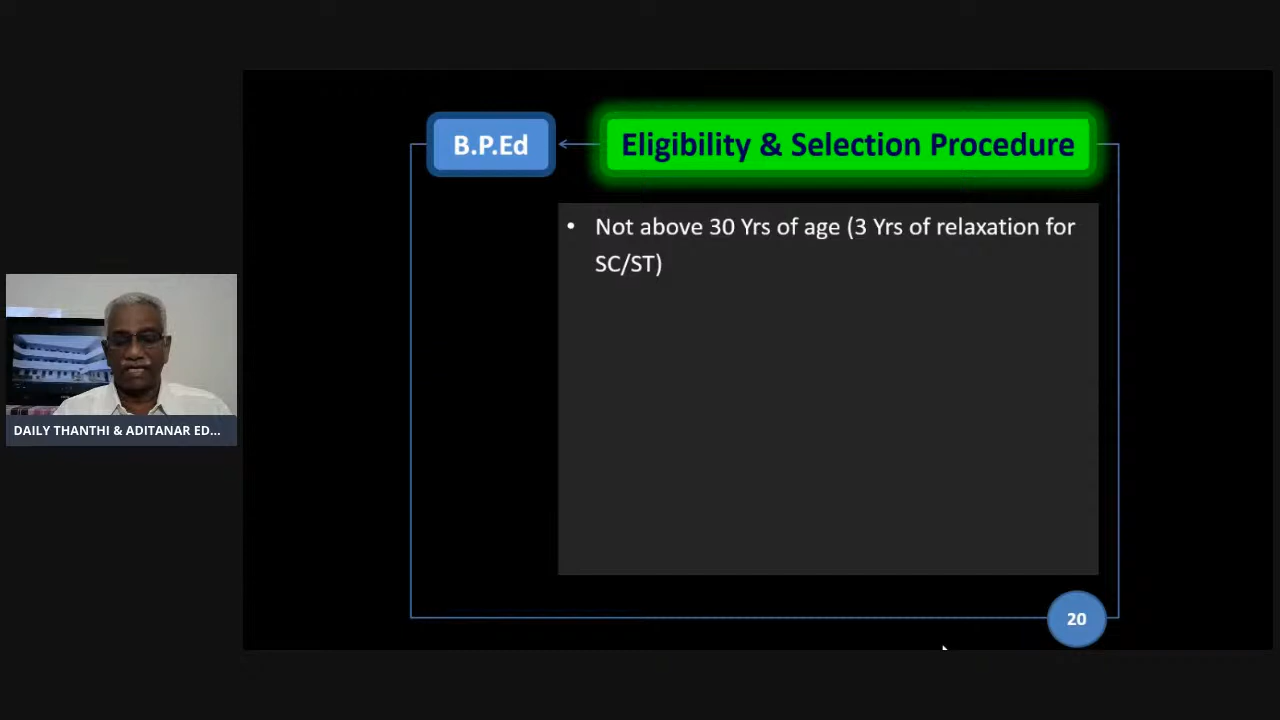 B.P.Ed
Eligibility & Selection Procedure
• Not above 30 Yrs of age (3 Yrs of relaxation for
SC/ST)
DAILY THANTHI & ADITANAR ED...
20